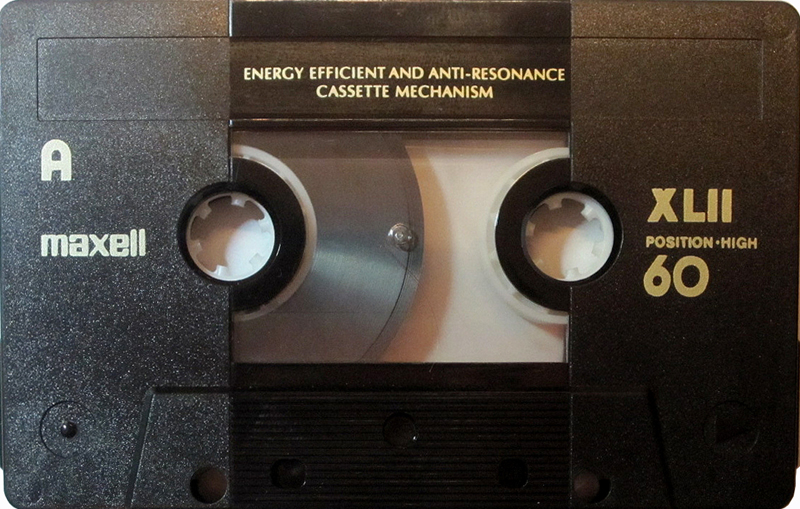 ENERGY EFFICIENT AND ANTI-RESONANCE
CASSETTE MECHANISM
A
maxell
XLII
POSITION·HIGH
60